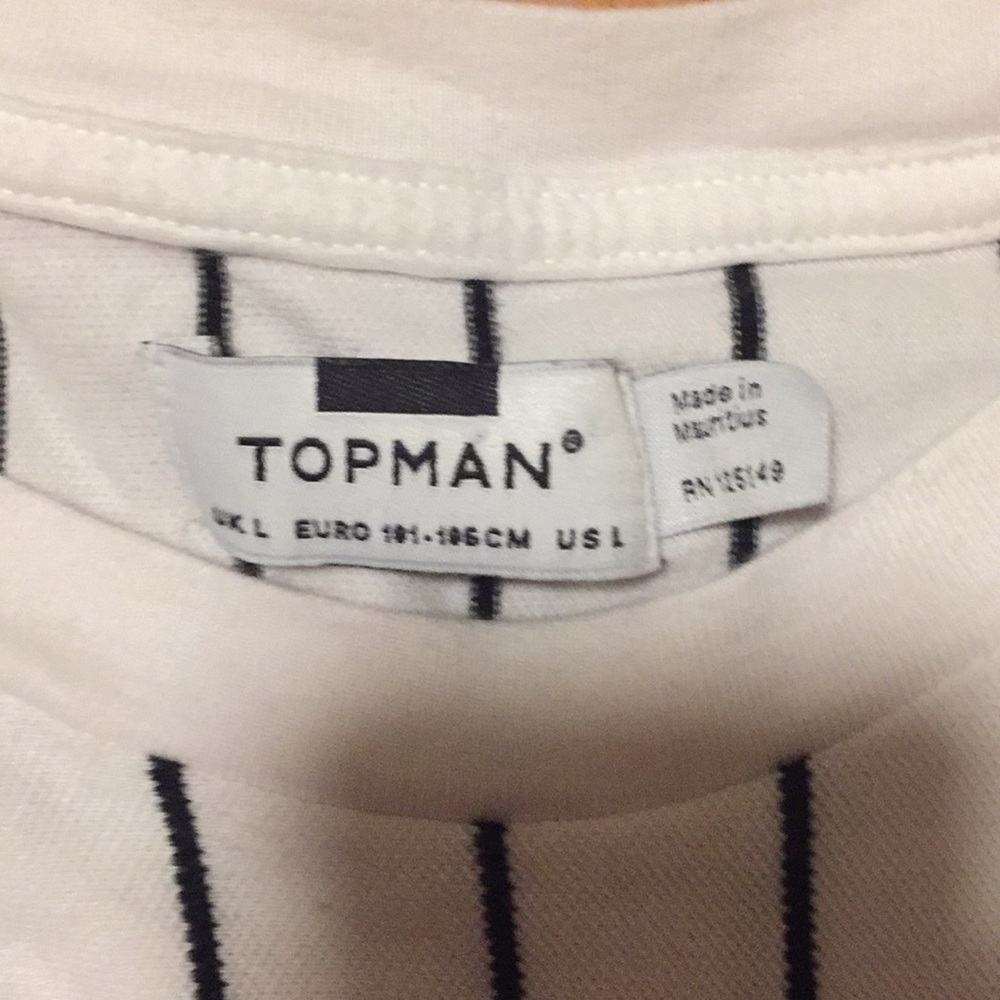 TOPMAN®
UK L EURO 101-106CM US L
Made in
Mauritius
RN 125149